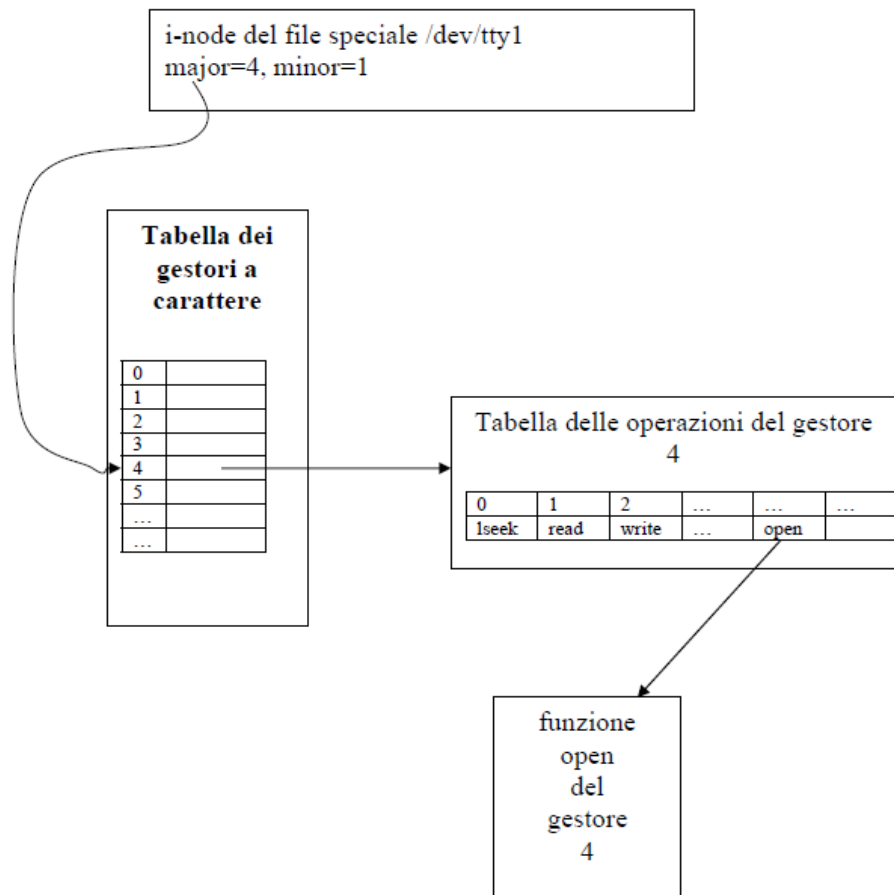 i-node del file speciale /dev/tty1
major=4, minor=1
Tabella dei
gestori a
carattere
0
1
2
3
4
5
…
…
Tabella delle operazioni del gestore
4
0 1 2 … … …
lseek read write … open
funzione
open
del
gestore
4